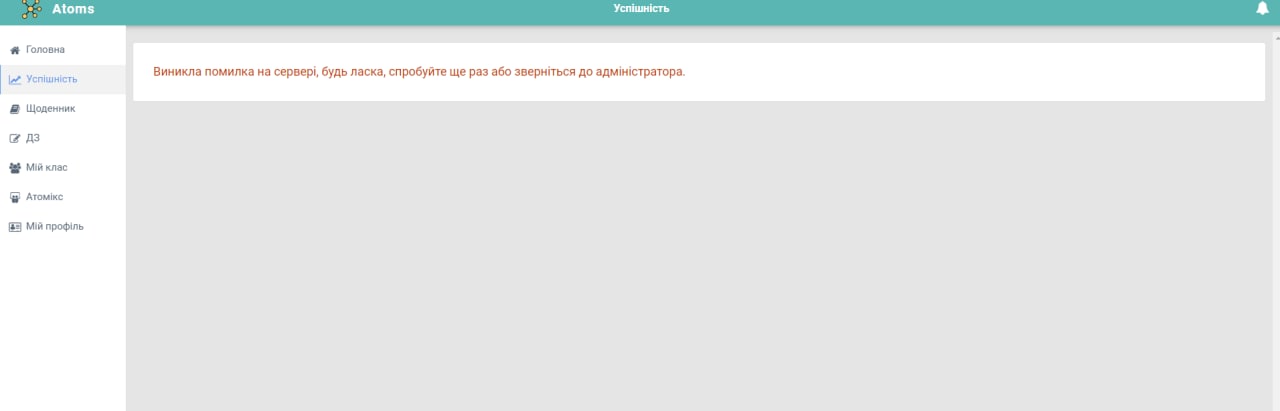 Atoms
Успішність
Головна
Успішність
Щоденник
ДЗ
Мій клас
Атомікс
Мій профіль
Виникла помилка на сервері, будь ласка, спробуйте ще раз або зверніться до адміністратора.